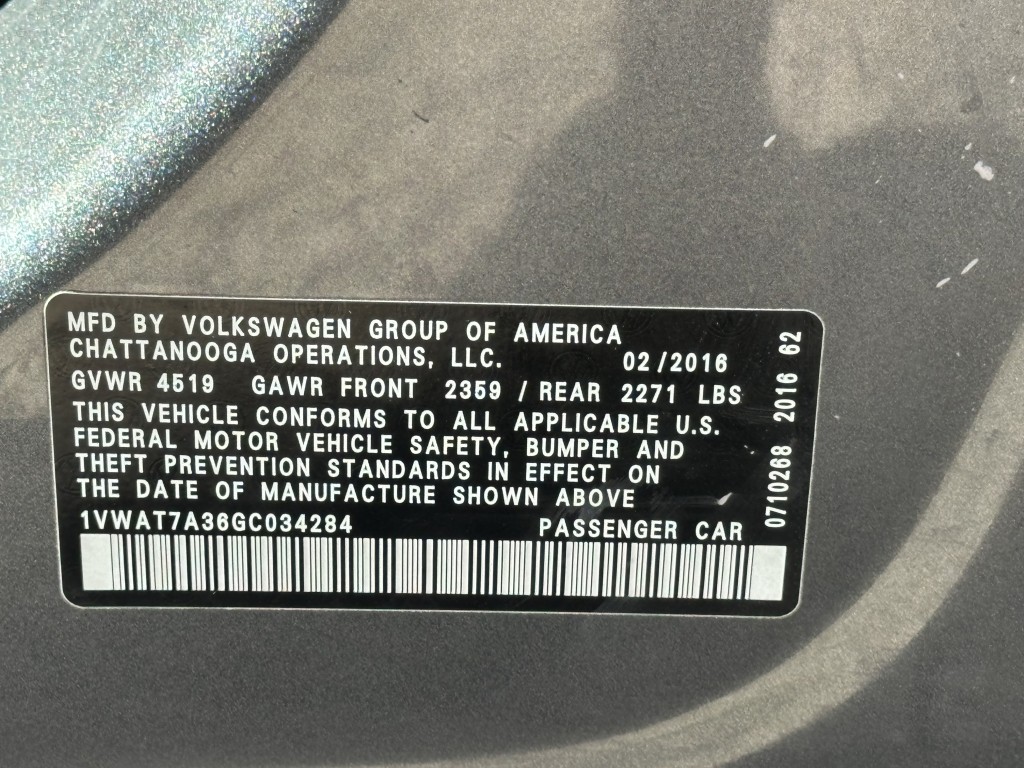 MFD BY VOLKSWAGEN GROUP OF AMERICA
CHATTANOOGA OPERATIONS, LLC. 02/2016
GVWR 4519 GAWR FRONT 2359 / REAR 2271 LBS
THIS VEHICLE CONFORMS TO ALL APPLICABLE U.S.
FEDERAL MOTOR VEHICLE SAFETY, BUMPER AND
THEFT PREVENTION STANDARDS IN EFFECT ON
THE DATE OF MANUFACTURE SHOWN ABOVE
1VWAT7A36GC034284 PASSENGER CAR
0710268 2016 62